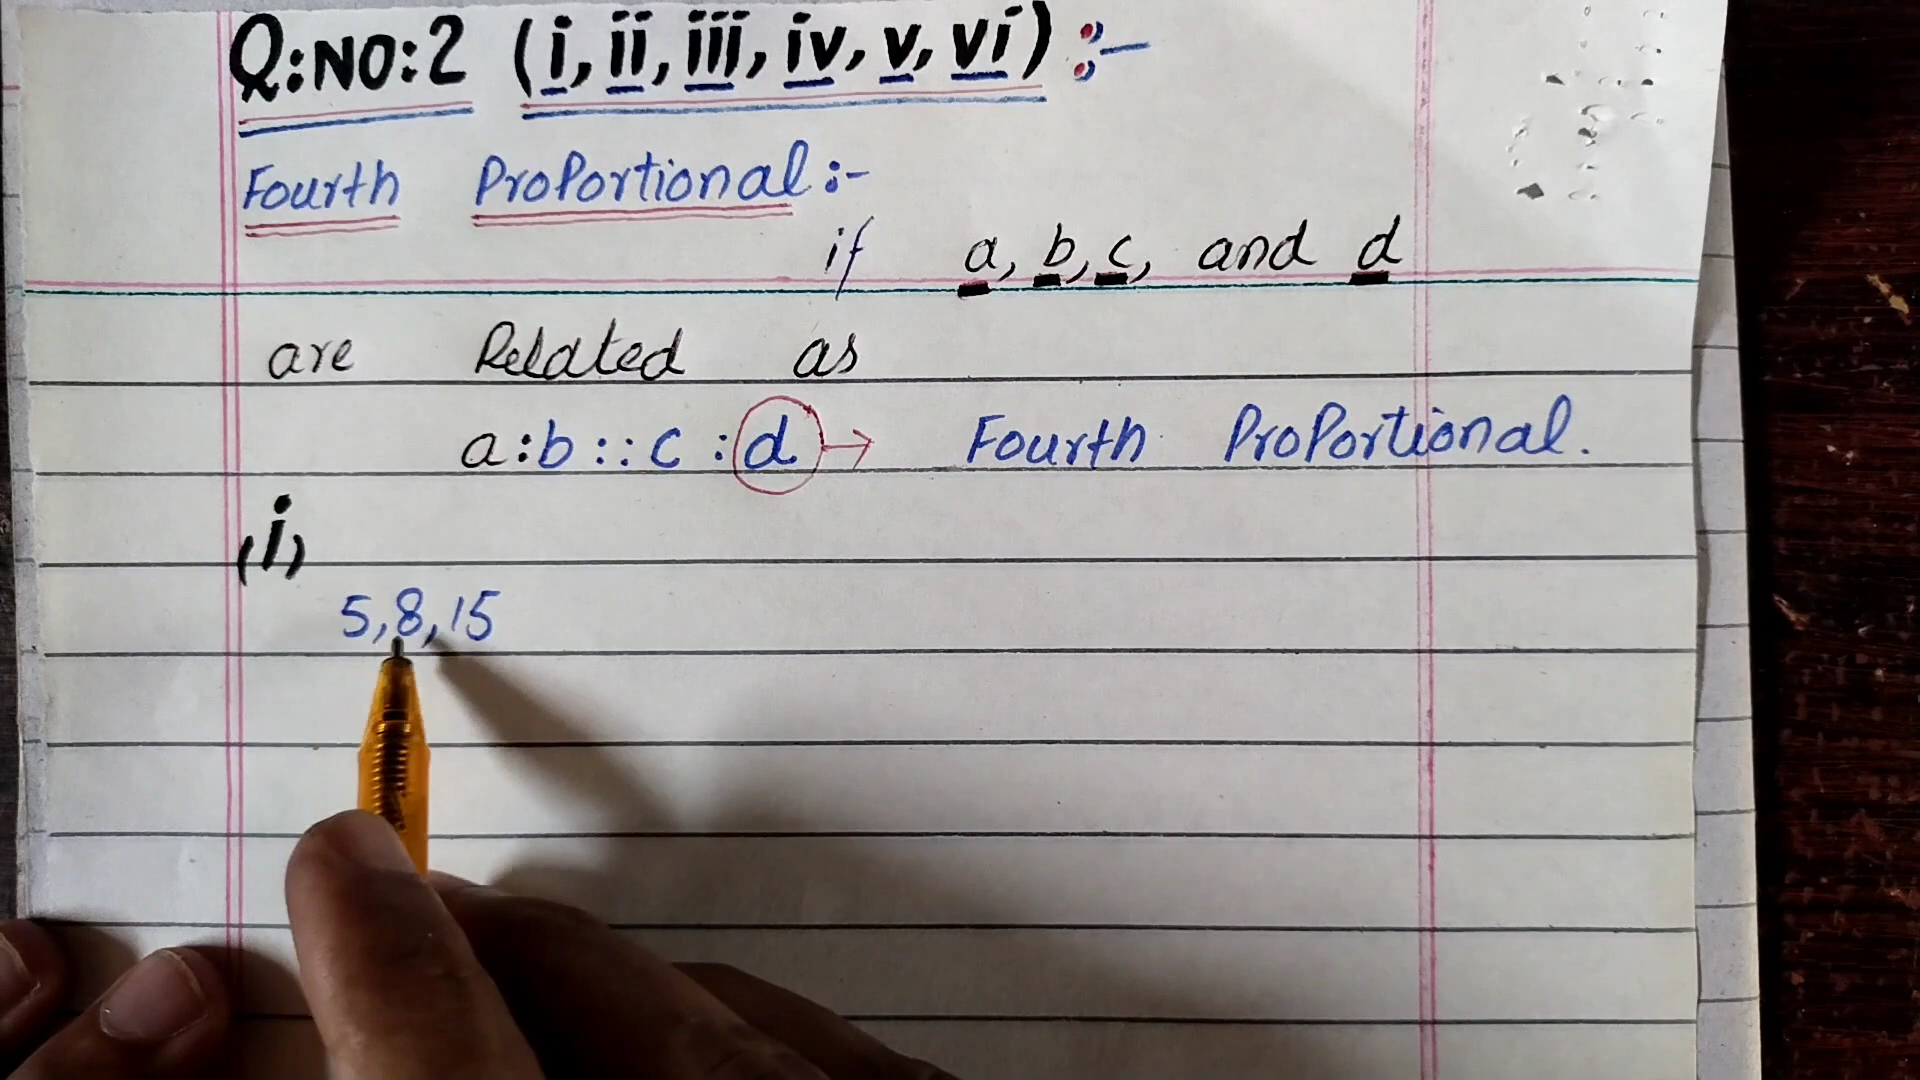 Q:NO:2 (i, ii, iii, iv, v, vi) :-
Fourth Proportional :-
if a, b, c, and d
are Related as
a:b::c:d → Fourth Proportional.
(i)
5,8,15